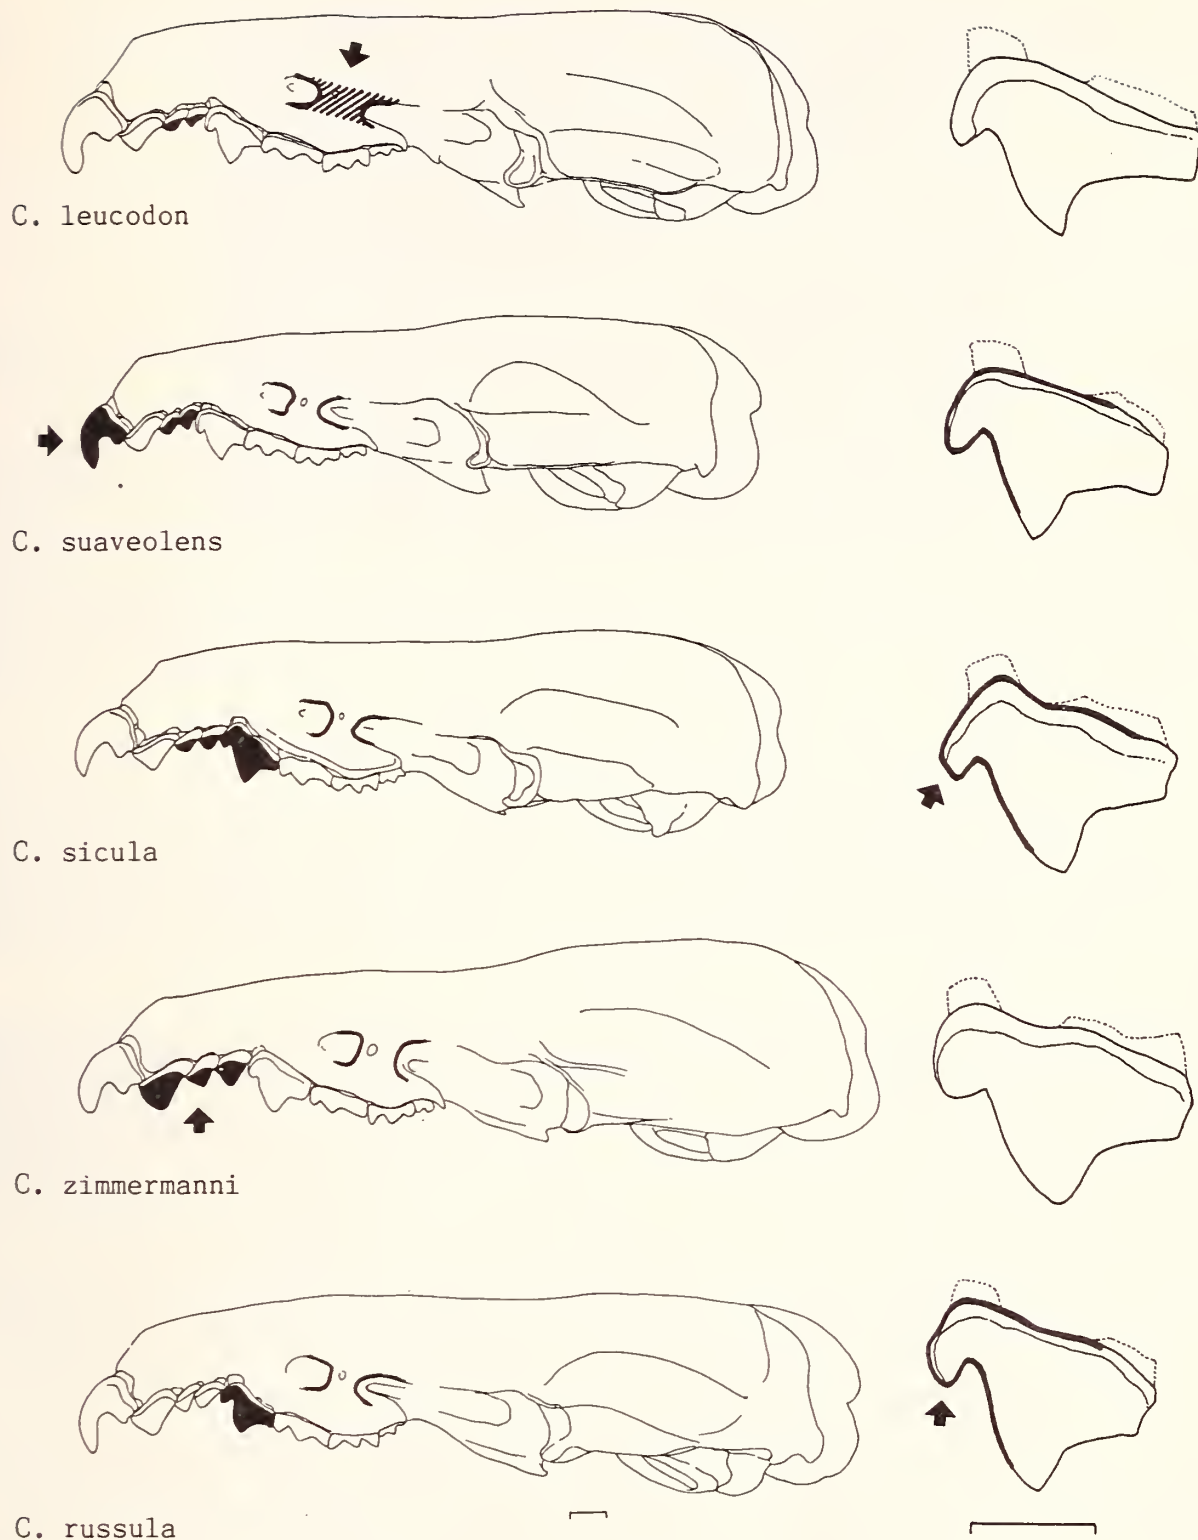 C. leucodon
C. suaveolens
C. sicula
C. zimmermanni
C. russula